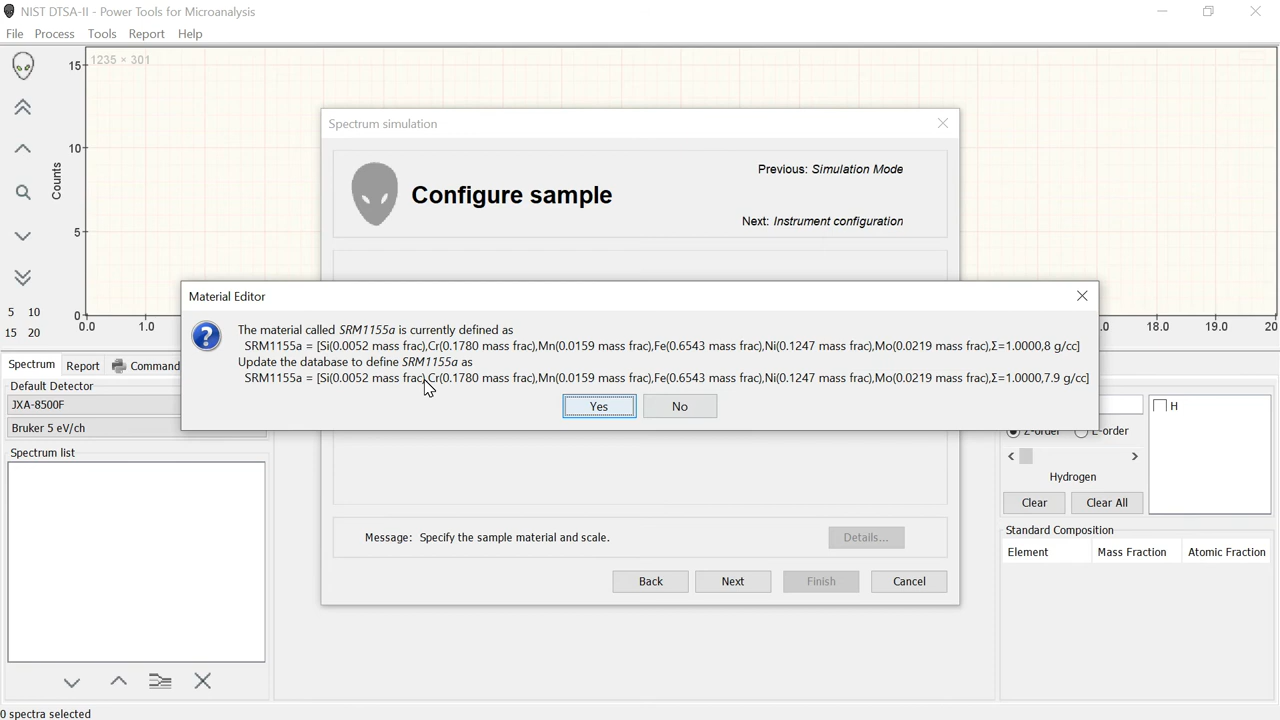 NIST DTSA-II - Power Tools for Microanalysis
File Process Tools Report Help
1235 × 301
15
10
5
0
Counts
0.0 1.0 .0 18.0 19.0 20
5 10
15 20
Spectrum simulation
Configure sample
Previous: Simulation Mode
Next: Instrument configuration
Material Editor
The material called SRM1155a is currently defined as
SRM1155a = [Si(0.0052 mass frac),Cr(0.1780 mass frac),Mn(0.0159 mass frac),Fe(0.6543 mass frac),Ni(0.1247 mass frac),Mo(0.0219 mass frac),Σ=1.0000,8 g/cc]
Update the database to define SRM1155a as
SRM1155a = [Si(0.0052 mass frac),Cr(0.1780 mass frac),Mn(0.0159 mass frac),Fe(0.6543 mass frac),Ni(0.1247 mass frac),Mo(0.0219 mass frac),Σ=1.0000,7.9 g/cc]
Yes No
Spectrum Report Command
Default Detector
JXA-8500F
Bruker 5 eV/ch
Spectrum list
Message: Specify the sample material and scale.
Details...
Back Next Finish Cancel
H
Z-order E-order
Hydrogen
Clear Clear All
Standard Composition
Element Mass Fraction Atomic Fraction
0 spectra selected